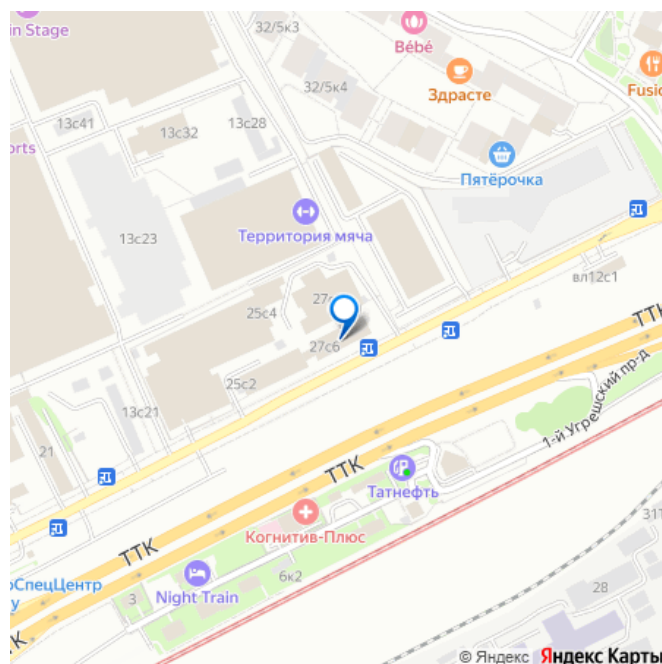 in Stage
32/5к3
Bébé
32/5к4
Здрасте
Fusio
13с41
13с32
13с28
orts
Пятёрочка
13с23
Территория мяча
вл12с1
27с
25с4
ТТК
27с6
25с2
1-й Угрешский пр-д
13с21
21
ТТК
Татнефть
Когнитив-Плюс
31Т
ТТК
оСпецЦентр
у
Night Train
6к2
3
28
ТК
© Яндекс Яндекс Карты